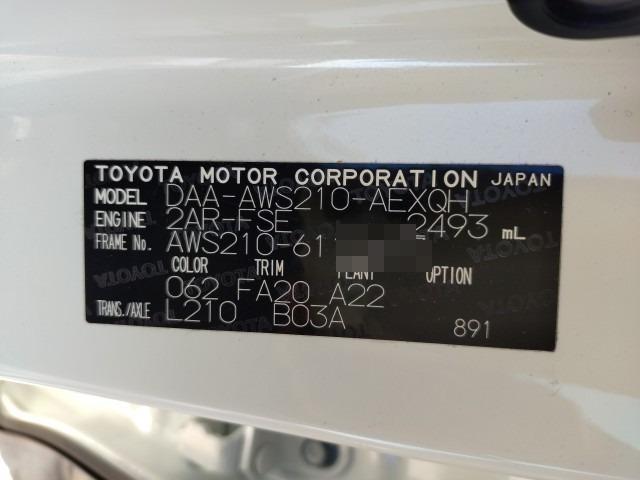 TOYOTA MOTOR CORPORATION JAPAN
MODEL DAA-AWS210-AEXQH
ENGINE 2AR-FSE 2493 mL
FRAME No. AWS210-61
COLOR TRIM PLANT OPTION
062 FA20 A22
TRANS./AXLE L210 B03A 891